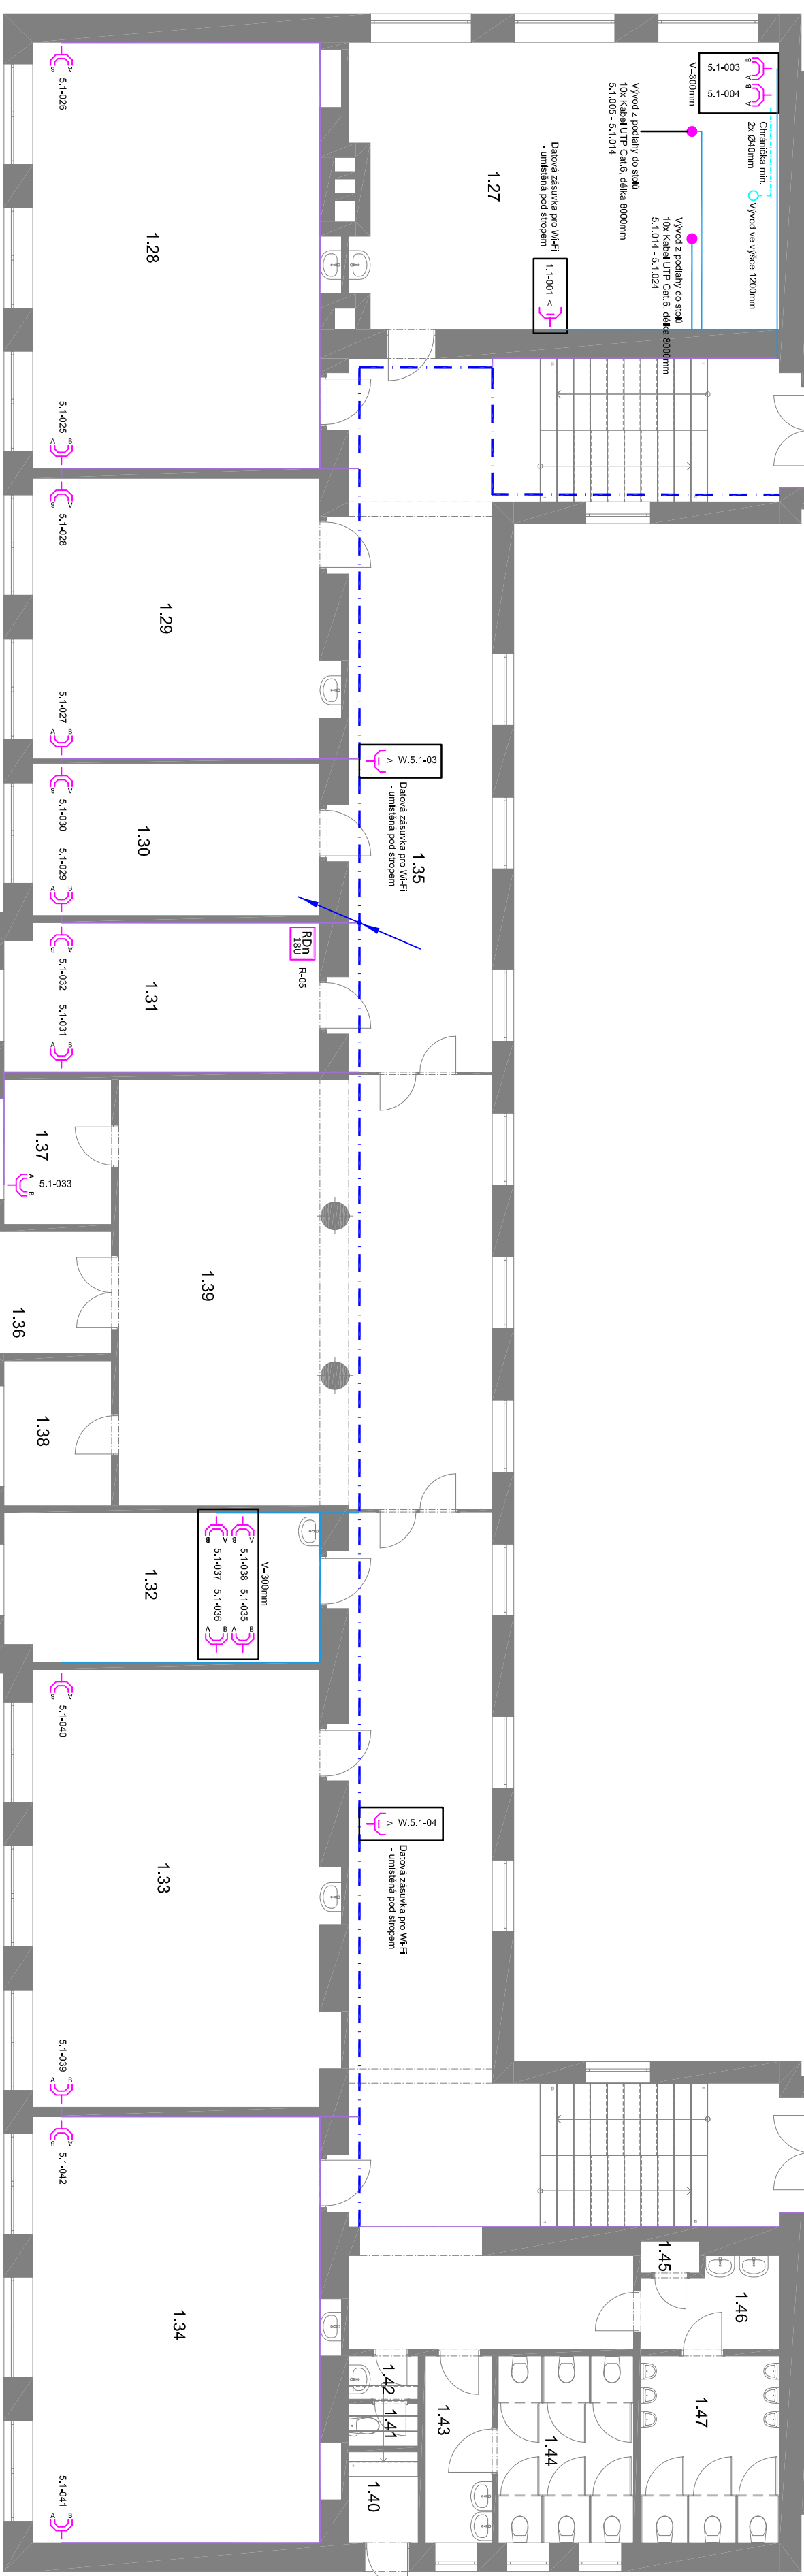 5.1-003
B A
5.1-004
B A
V=300mm
Chránička min.
2x Ø40mm
Vývod ve výšce 1200mm
Vývod z podlahy do stolů
10x Kabel UTP Cat.6, délka 8000mm
5.1.005 - 5.1.014
Vývod z podlahy do stolů
10x Kabel UTP Cat.6, délka 8000mm
5.1.014 - 5.1.024
Datová zásuvka pro Wi-Fi
- umístěná pod stropem
1.1-001 A
1.27
A B
5.1-026
1.28
5.1-025
A B
A B
5.1-028
1.29
5.1-027
A B
A W.5.1-03
Datová zásuvka pro Wi-Fi
- umístěná pod stropem
1.35
A B
5.1-030
1.30
5.1-029
A B
RDn
18U
R-05
A B
5.1-032
1.31
5.1-031
A B
1.37
A B
5.1-033
1.39
1.36
1.38
V=300mm
A B
A B
5.1-038
5.1-035
5.1-037
5.1-036
A B
A B
1.32
A B
5.1-040
1.33
5.1-039
A B
A W.5.1-04
Datová zásuvka pro Wi-Fi
- umístěná pod stropem
A B
5.1-042
1.34
5.1-041
A B
1.45
1.46
1.47
1.42
1.41
1.43
1.44
1.40